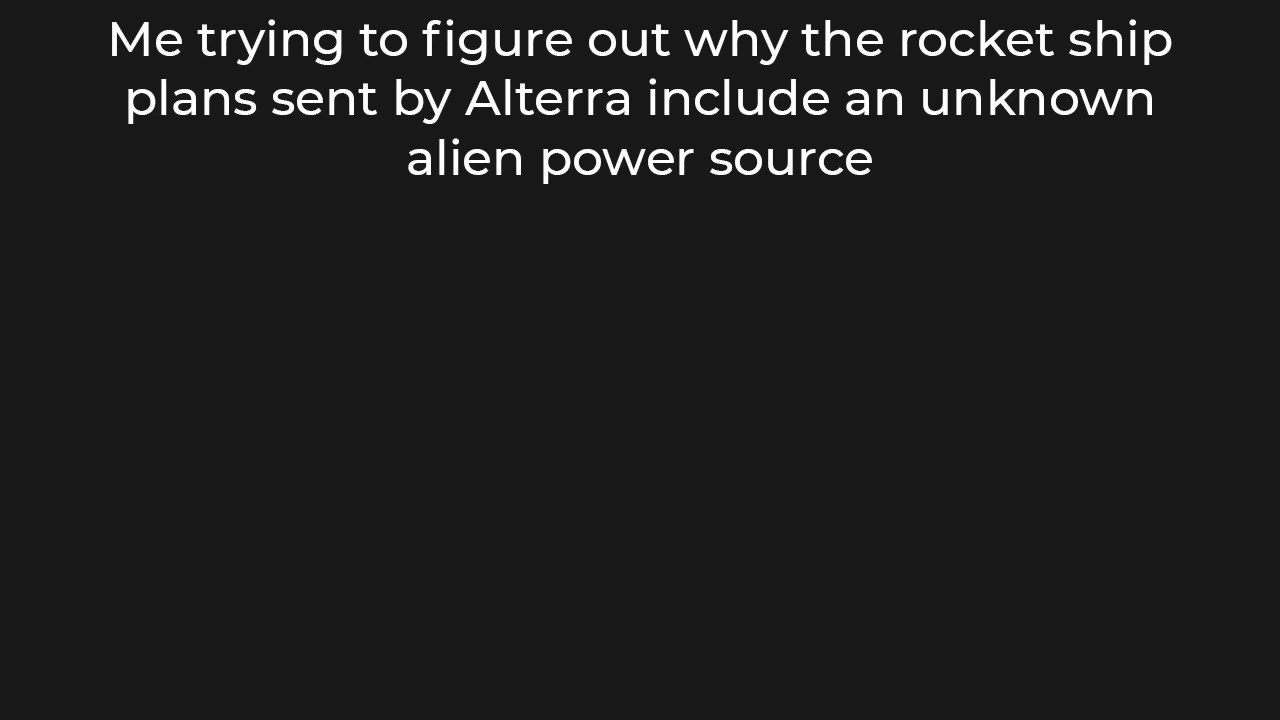 Me trying to figure out why the rocket ship
plans sent by Alterra include an unknown
alien power source